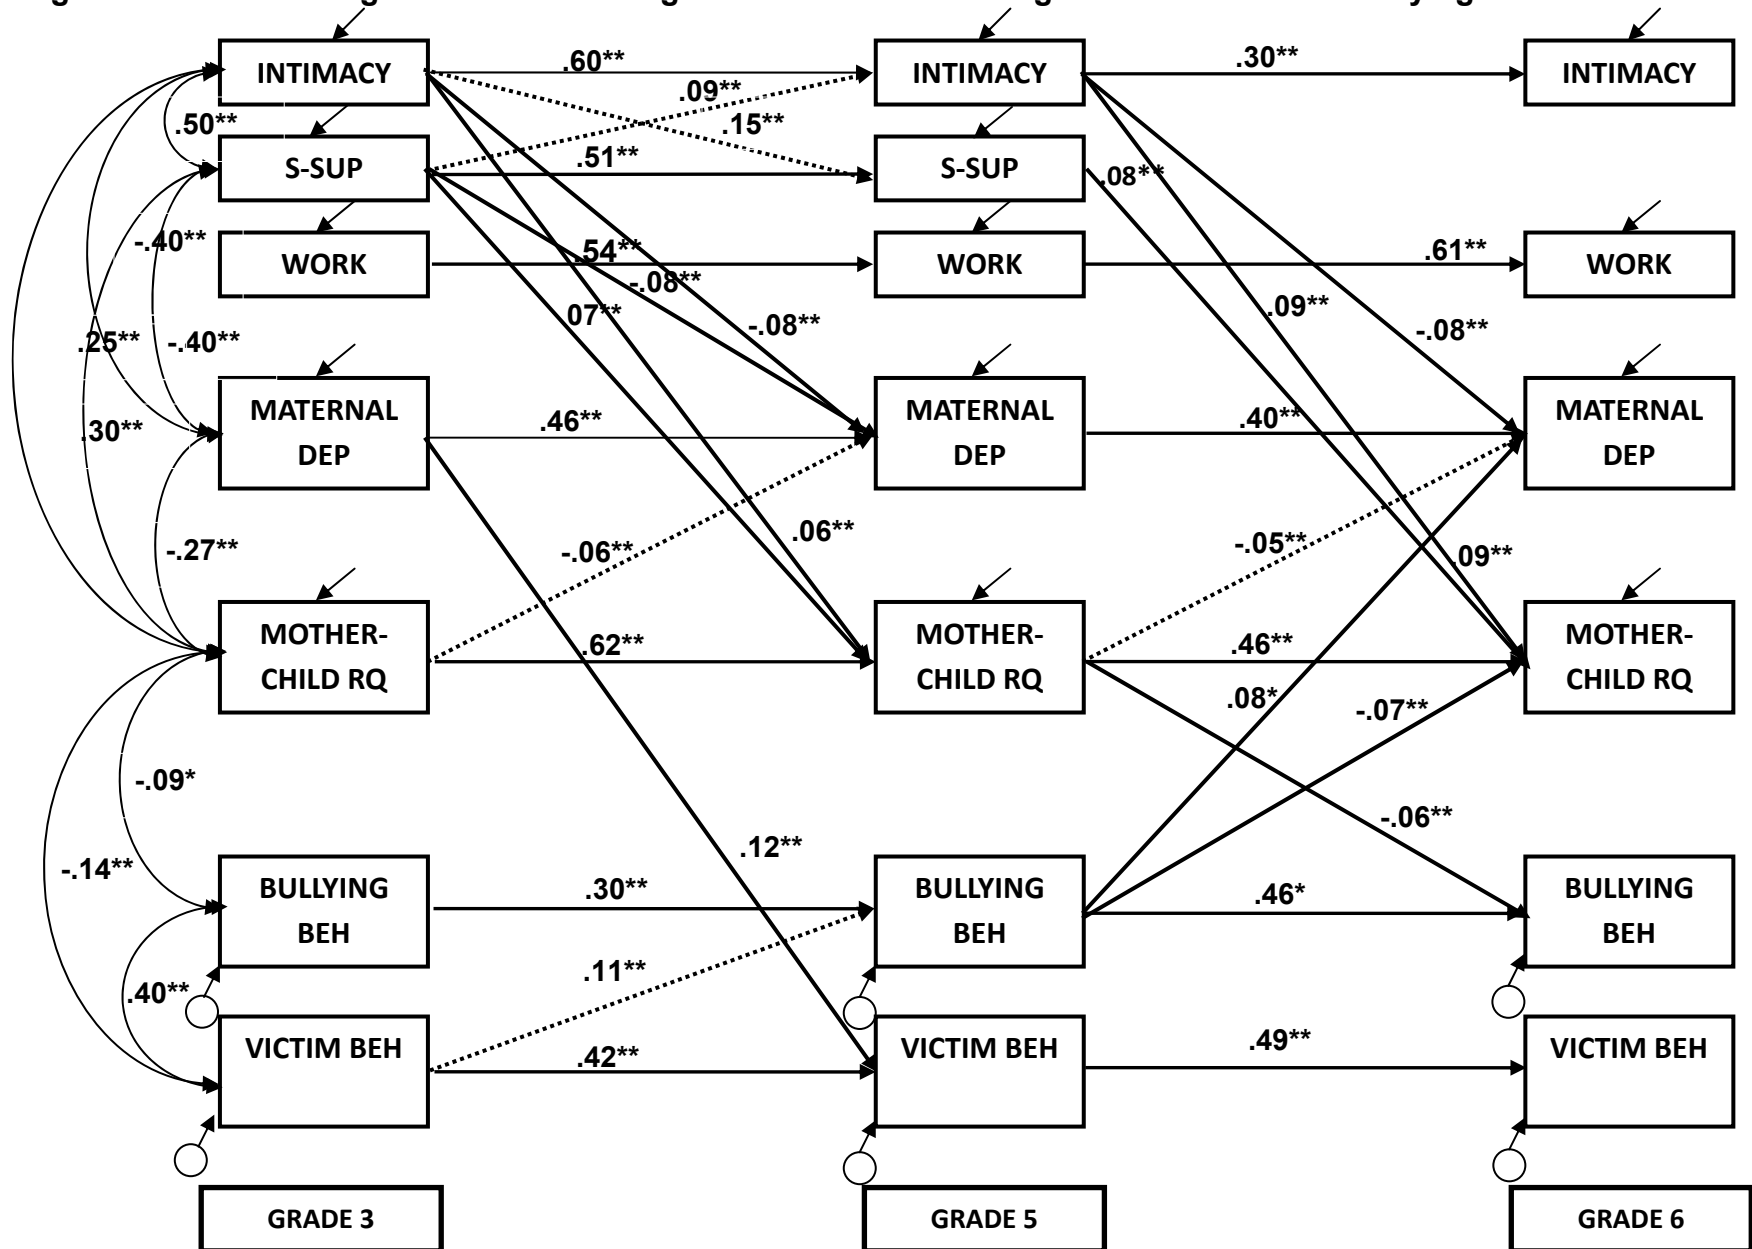 INTIMACY
.60**
INTIMACY
.30**
INTIMACY
.09**
.50**
.15**
S-SUP
.51**
S-SUP
.08**
-.40**
WORK
.54**
WORK
.61**
WORK
-.08**
07**
-.08**
.09**
-.08**
.25**
-.40**
.30**
MATERNAL
DEP
.46**
MATERNAL
DEP
.40**
MATERNAL
DEP
-.27**
-.06**
.06**
-.05**
.09**
MOTHER-
CHILD RQ
.62**
MOTHER-
CHILD RQ
.46**
MOTHER-
CHILD RQ
.08*
-.07**
-.09*
-.06**
-.14**
.12**
BULLYING
BEH
.30**
BULLYING
BEH
.46*
BULLYING
BEH
.40**
.11**
VICTIM BEH
.42**
VICTIM BEH
.49**
VICTIM BEH
GRADE 3
GRADE 5
GRADE 6